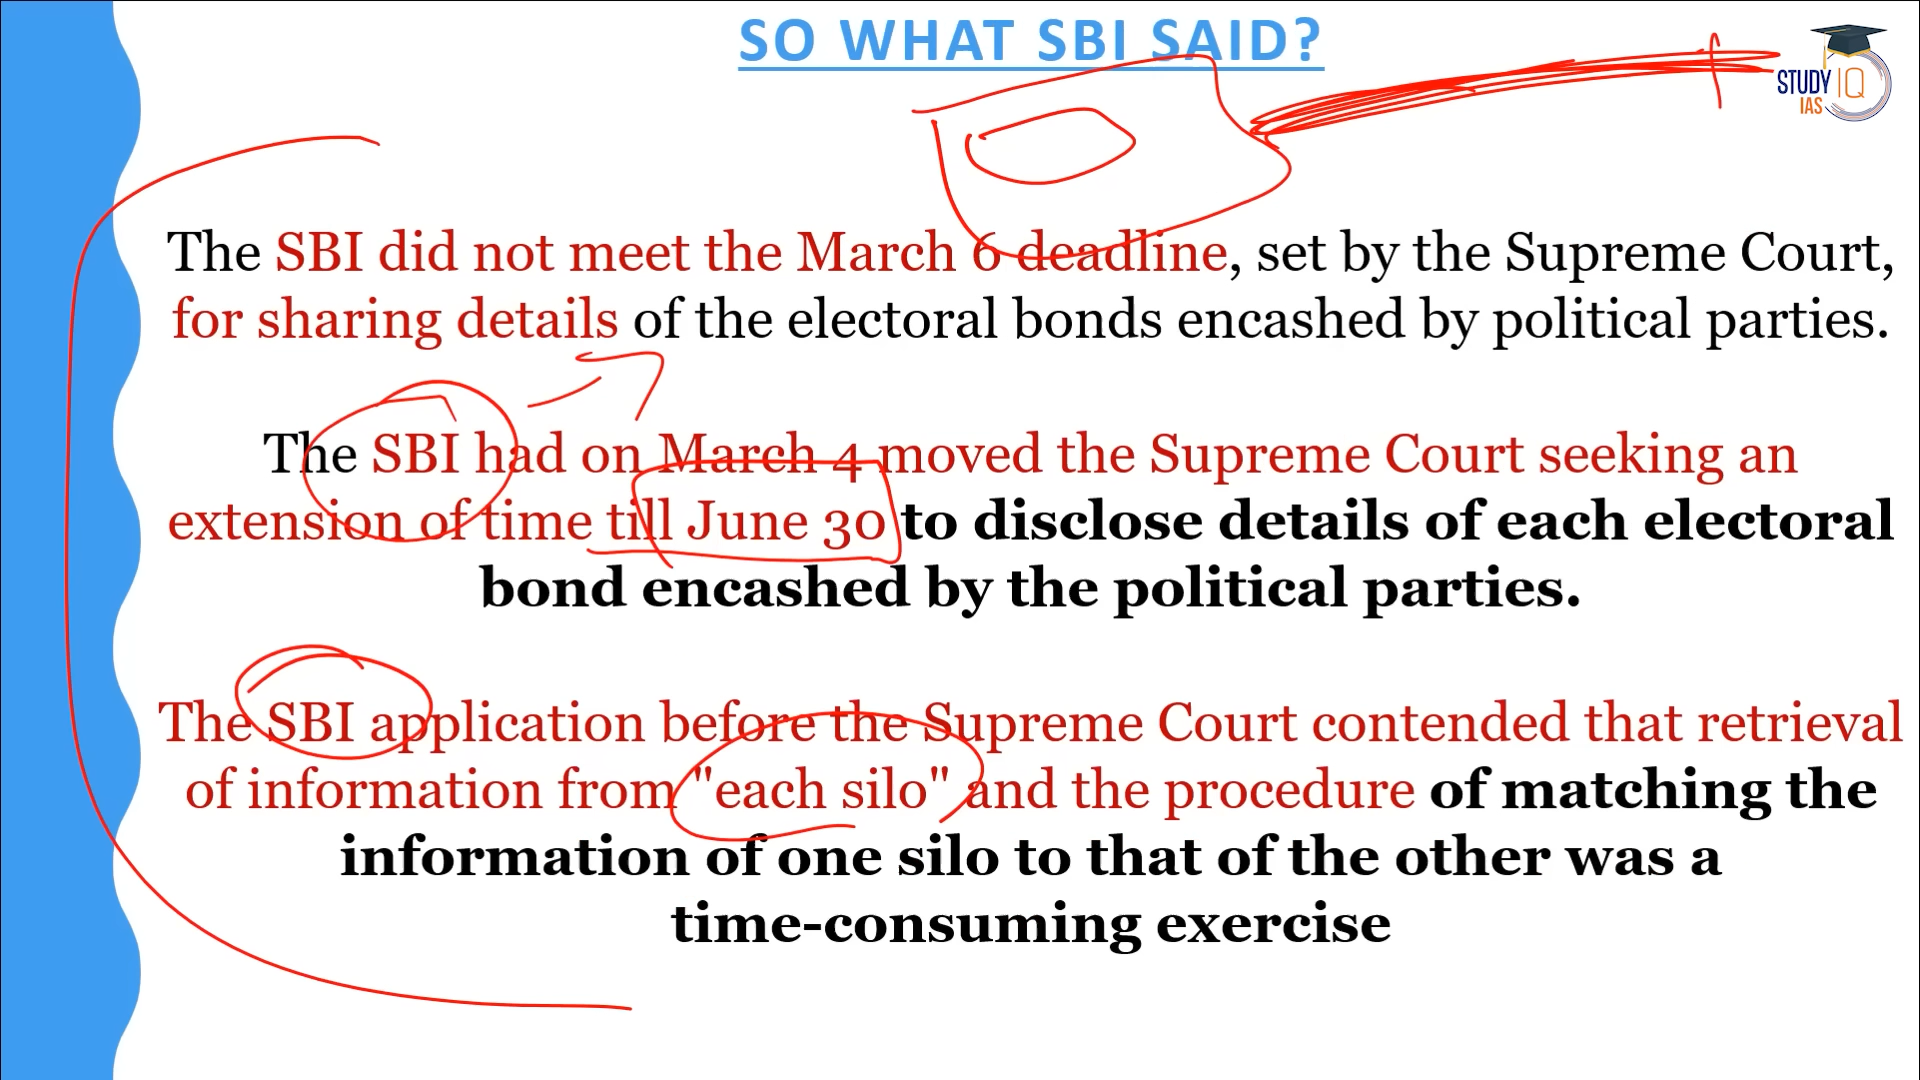 SO WHAT SBI SAID?
STUDY IQ
IAS
The SBI did not meet the March 6 deadline, set by the Supreme Court,
for sharing details of the electoral bonds encashed by political parties.
The SBI had on March 4 moved the Supreme Court seeking an
extension of time till June 30 to disclose details of each electoral
bond encashed by the political parties.
The SBI application before the Supreme Court contended that retrieval
of information from "each silo" and the procedure of matching the
information of one silo to that of the other was a
time-consuming exercise